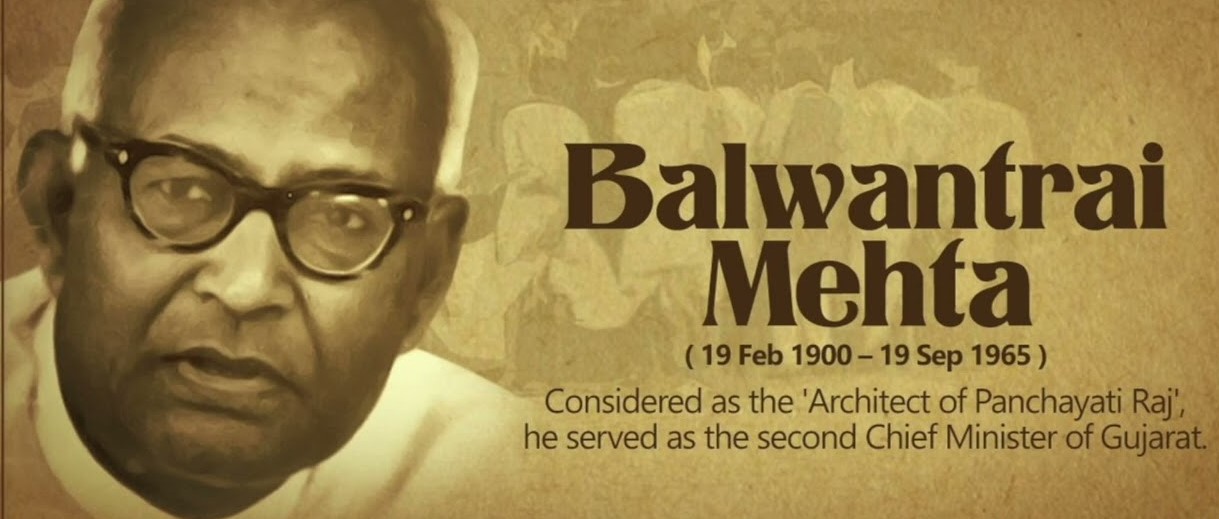 Balwantrai
Mehta
( 19 Feb 1900 – 19 Sep 1965 )
Considered as the 'Architect of Panchayati Raj',
he served as the second Chief Minister of Gujarat.